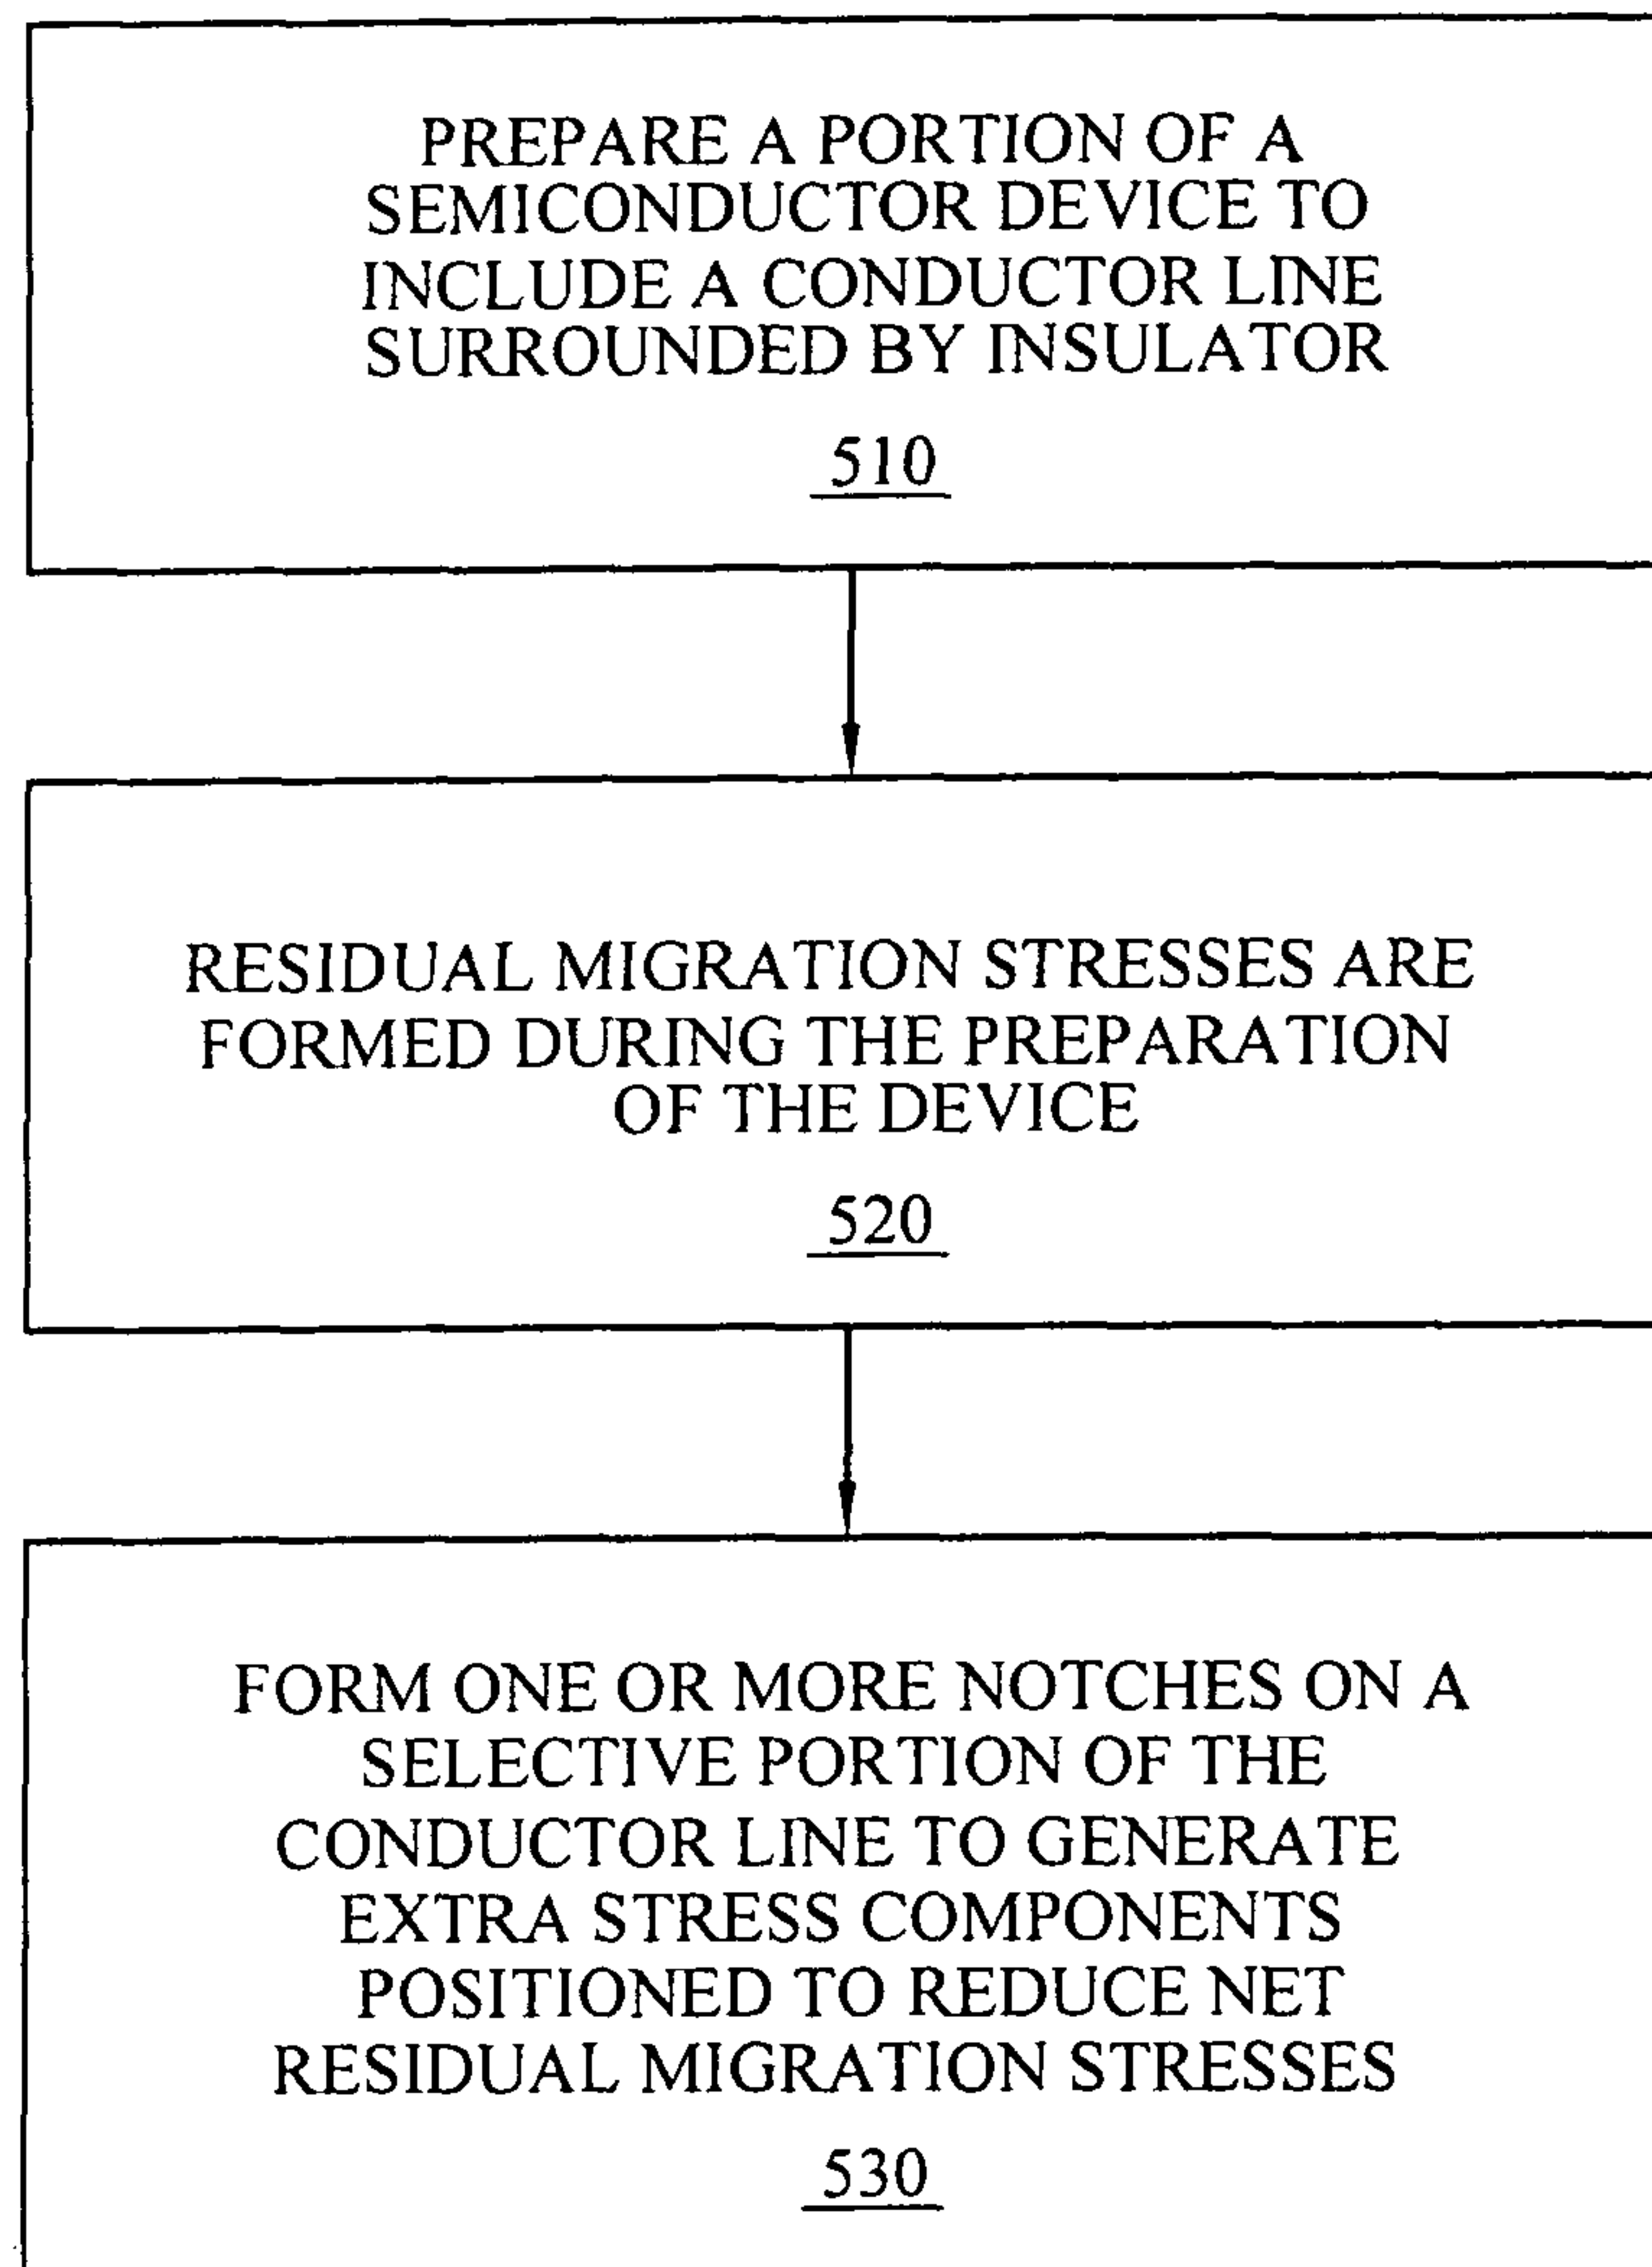 PREPARE A PORTION OF A
SEMICONDUCTOR DEVICE TO
INCLUDE A CONDUCTOR LINE
SURROUNDED BY INSULATOR
510
RESIDUAL MIGRATION STRESSES ARE
FORMED DURING THE PREPARATION
OF THE DEVICE
520
FORM ONE OR MORE NOTCHES ON A
SELECTIVE PORTION OF THE
CONDUCTOR LINE TO GENERATE
EXTRA STRESS COMPONENTS
POSITIONED TO REDUCE NET
RESIDUAL MIGRATION STRESSES
530